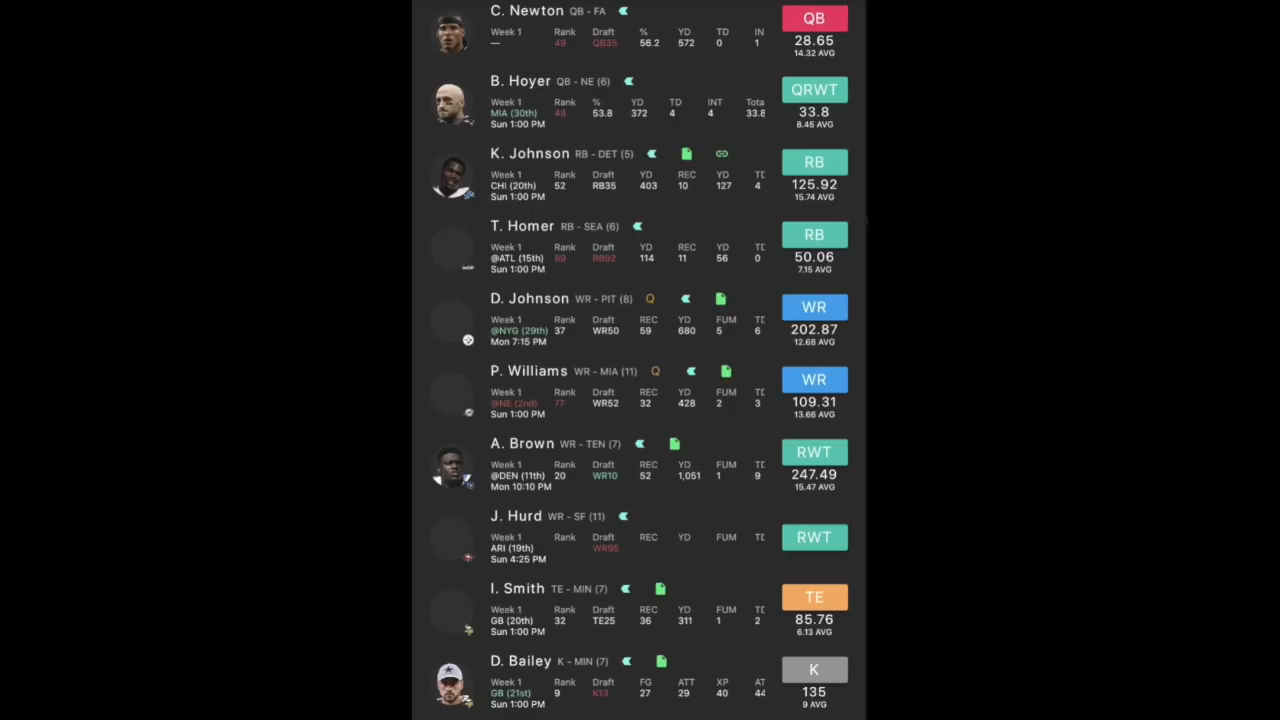 C. Newton QB - FA
QB
Week 1 Rank Draft % YD TD IN
— 49 QB35 56.2 572 0 1
28.65
14.32 AVG
B. Hoyer QB - NE (6)
QRWT
Week 1 Rank % YD TD INT Tota
MIA (30th) 48 53.8 372 4 4 33.8
Sun 1:00 PM
33.8
8.45 AVG
K. Johnson RB - DET (5)
RB
Week 1 Rank Draft YD REC YD TD
CHI (20th) 52 RB35 403 10 127 4
Sun 1:00 PM
125.92
15.74 AVG
T. Homer RB - SEA (6)
RB
Week 1 Rank Draft YD REC YD TD
@ATL (15th) 89 RB92 114 11 56 0
Sun 1:00 PM
50.06
7.15 AVG
D. Johnson WR - PIT (8) Q
WR
Week 1 Rank Draft REC YD FUM TD
@NYG (29th) 37 WR50 59 680 5 6
Mon 7:15 PM
202.87
12.68 AVG
P. Williams WR - MIA (11) Q
WR
Week 1 Rank Draft REC YD FUM TD
@NE (2nd) 77 WR52 32 428 2 3
Sun 1:00 PM
109.31
13.66 AVG
A. Brown WR - TEN (7)
RWT
Week 1 Rank Draft REC YD FUM TD
@DEN (11th) 20 WR10 52 1,051 1 9
Mon 10:10 PM
247.49
15.47 AVG
J. Hurd WR - SF (11)
RWT
Week 1 Rank Draft REC YD FUM TD
ARI (19th) WR95
Sun 4:25 PM
I. Smith TE - MIN (7)
TE
Week 1 Rank Draft REC YD FUM TD
GB (20th) 32 TE25 36 311 1 2
Sun 1:00 PM
85.76
6.13 AVG
D. Bailey K - MIN (7)
K
Week 1 Rank Draft FG ATT XP AT
GB (21st) 9 K13 27 29 40 44
Sun 1:00 PM
135
9 AVG